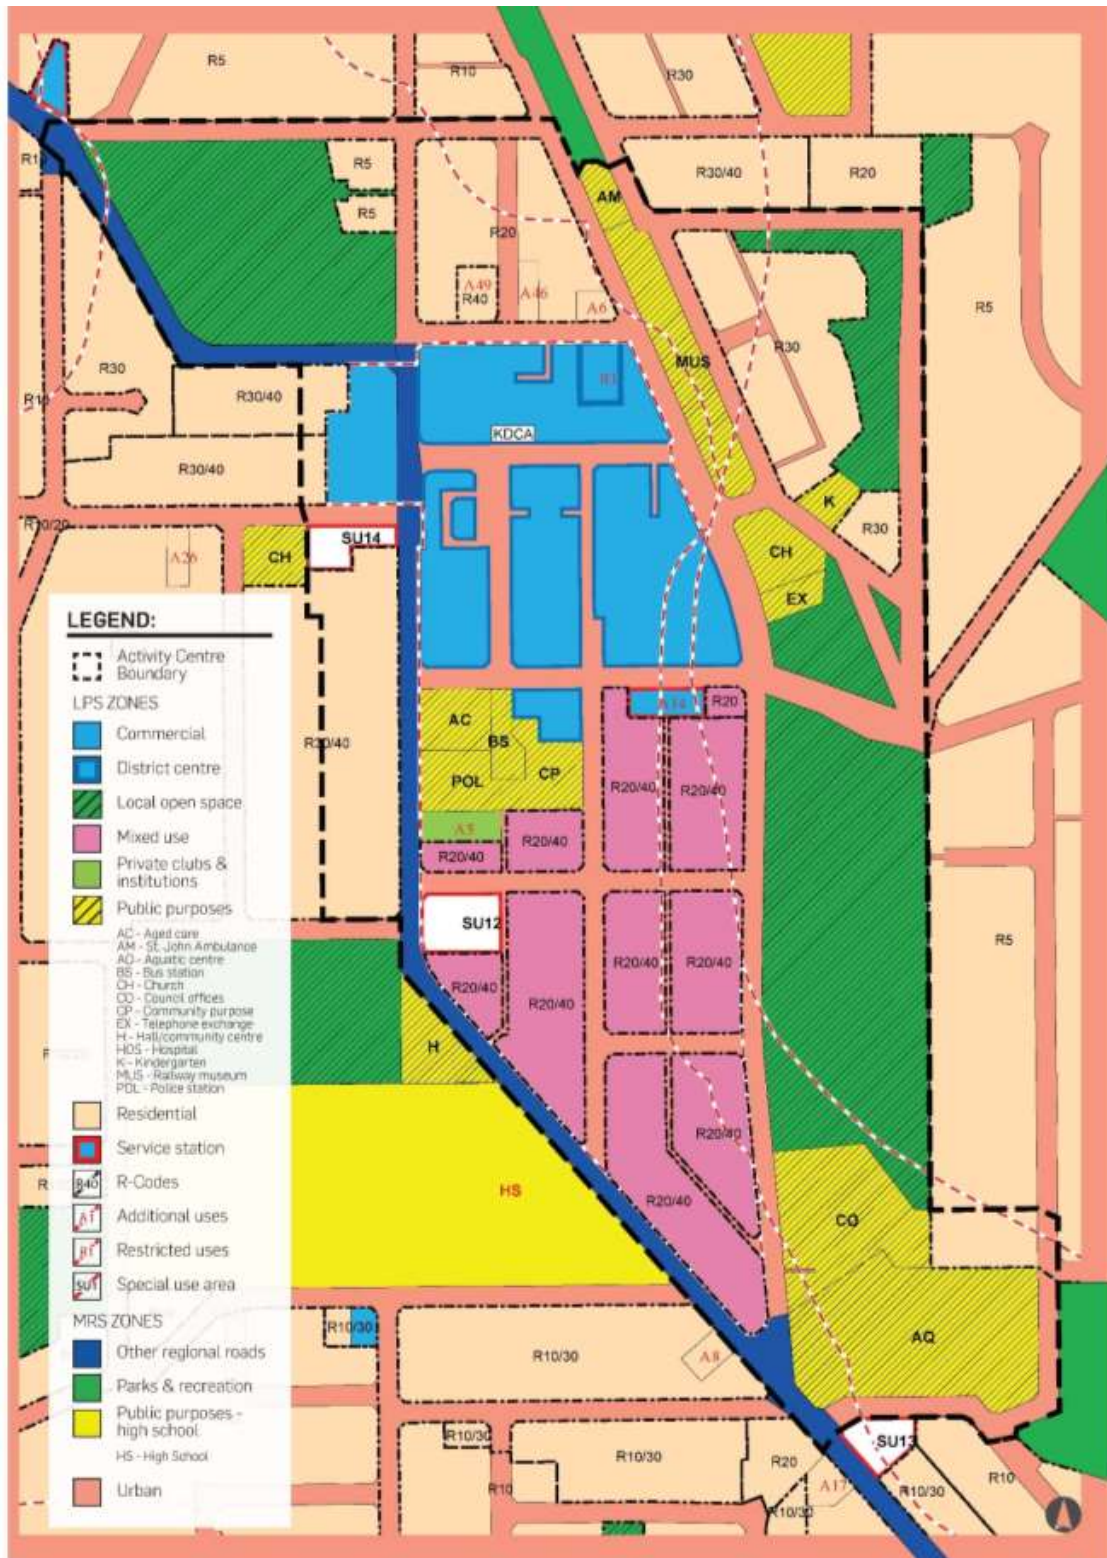 R5
R10
R30
R5
R5
R30/40
R20
AM
R20
A49
R40
A46
A6
R5
R30
MUS
R30
R30/40
KDCA
R30/40
K
R30
R10/20
A26
CH
SU14
CH
EX
LEGEND:
Activity Centre
Boundary
LPS ZONES
Commercial
District centre
Local open space
Mixed use
Private clubs &
institutions
Public purposes
AC - Aged care
AM - St. John Ambulance
AQ - Aquatic centre
BS - Bus station
CH - Church
CO - Council offices
CP - Community purpose
EX - Telephone exchange
H - Hall/community centre
HOS - Hospital
K - Kindergarten
MUS - Railway museum
POL - Police station
Residential
Service station
R40
R-Codes
A1
Additional uses
R1
Restricted uses
SU1
Special use area
MRS ZONES
Other regional roads
Parks & recreation
Public purposes -
high school
HS - High School
Urban
R20
AC
BS
R30/40
POL
CP
R20/40
R20/40
A5
R20/40
R20/40
SU12
R5
R20/40
R20/40
R20/40
R20/40
H
R20/40
HS
R20/40
CO
AQ
R10/30
R10/30
A8
R10/30
R10/30
R20
SU13
R10
A17
R10/30
R10
R10/30